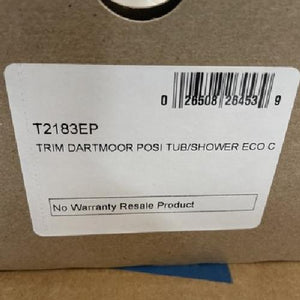 0 26508 28453 9
T2183EP
TRIM DARTMOOR POSI TUB/SHOWER ECO C
No Warranty Resale Product